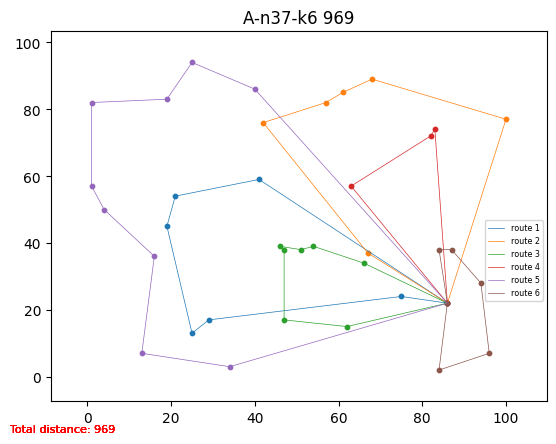 A-n37-k6 969
100
80
60
40
20
0
route 1
route 2
route 3
route 4
route 5
route 6
0 20 40 60 80 100
Total distance: 969